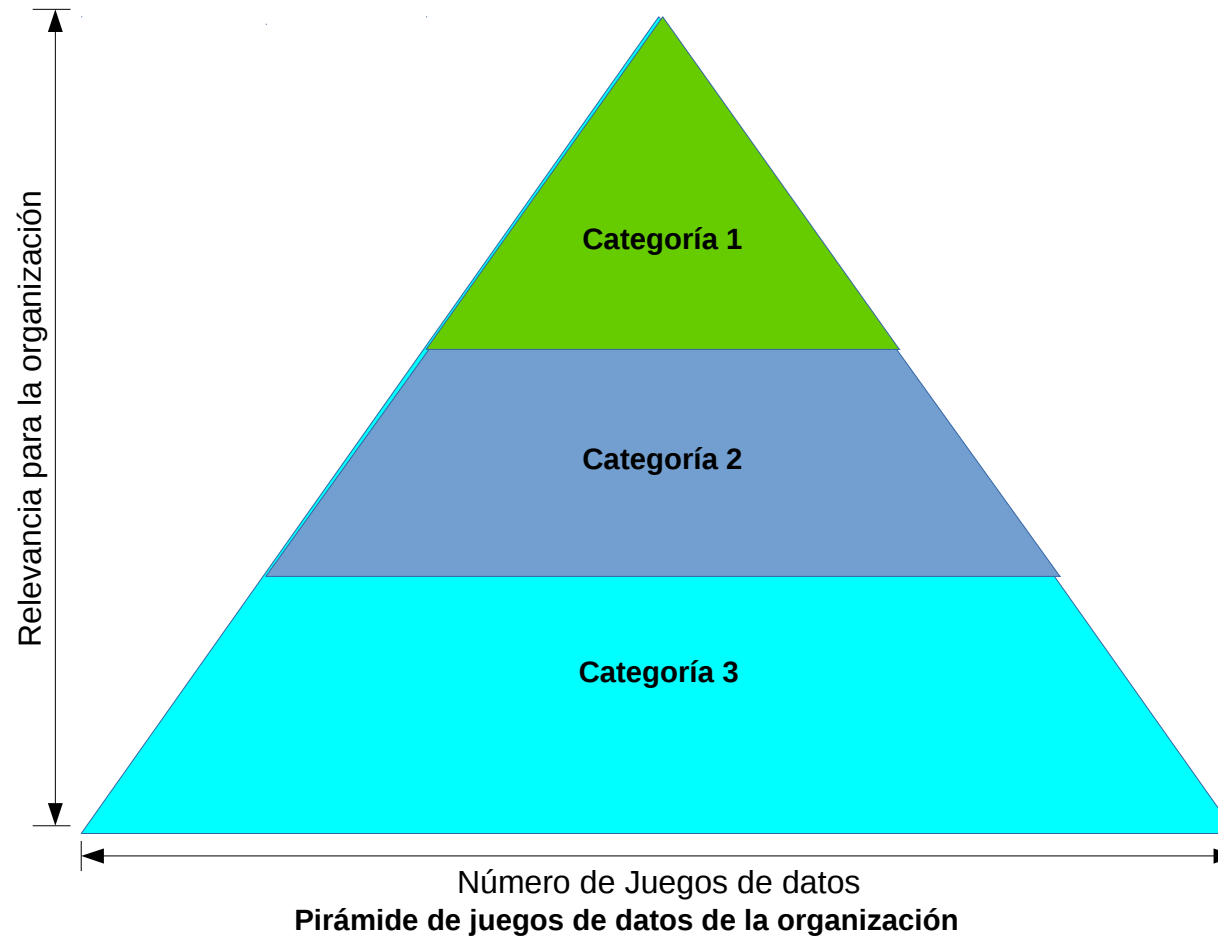 Relevancia para la organización
Categoría 1
Categoría 2
Categoría 3
Número de Juegos de datos
Pirámide de juegos de datos de la organización